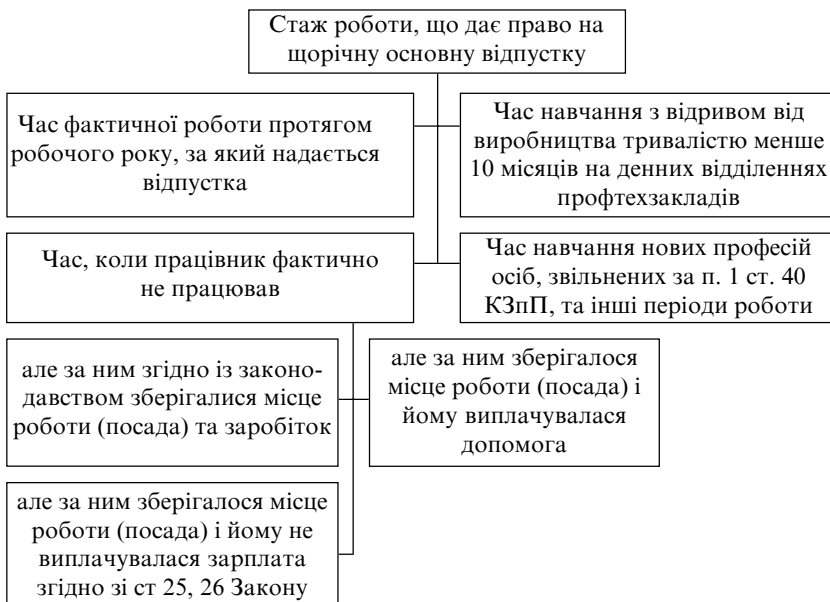 Стаж роботи, що дає право на
щорічну основну відпустку
Час фактичної роботи протягом
робочого року, за який надається
відпустка
Час навчання з відривом від
виробництва тривалістю менше
10 місяців на денних відділеннях
профтехзакладів
Час, коли працівник фактично
не працював
Час навчання нових професій
осіб, звільнених за п. 1 ст. 40
КЗпП, та інші періоди роботи
але за ним згідно із законо-
давством зберігалися місце
роботи (посада) та заробіток
але за ним зберігалося
місце роботи (посада) і
йому виплачувалася
допомога
але за ним зберігалося місце
роботи (посада) і йому не
виплачувалася зарплата
згідно зі ст 25, 26 Закону